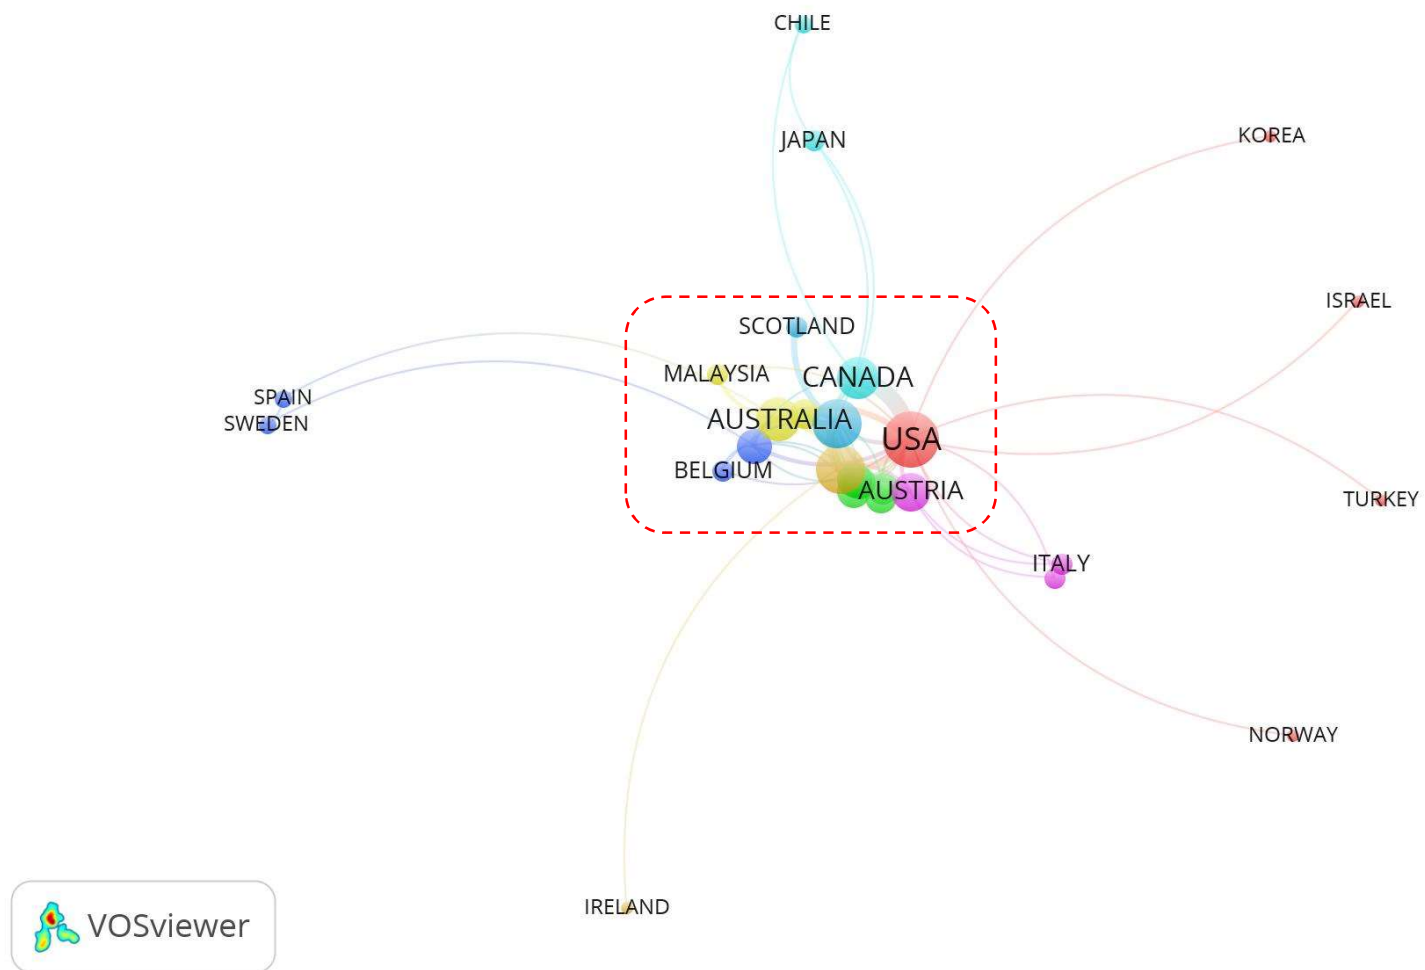 CHILE
JAPAN
KOREA
ISRAEL
SCOTLAND
MALAYSIA
CANADA
SPAIN
SWEDEN
AUSTRALIA
USA
BELGIUM
AUSTRIA
TURKEY
ITALY
NORWAY
IRELAND
VOSviewer